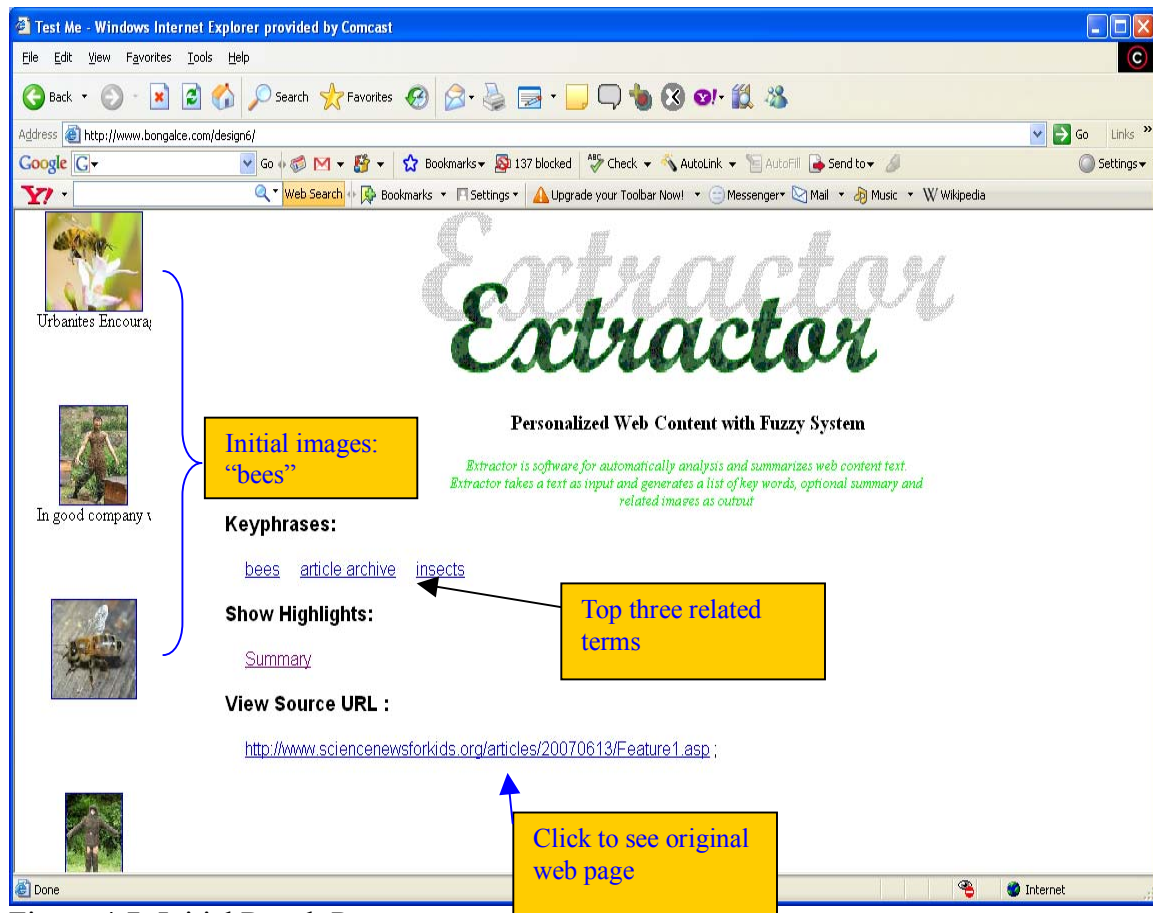 Test Me - Windows Internet Explorer provided by Comcast
File Edit View Favorites Tools Help
Back Search Favorites
Address http://www.bongalce.com/design6/ Go Links »
Google G Go Bookmarks 137 blocked Check AutoLink AutoFill Send to Settings
Y! Web Search Bookmarks Settings Upgrade your Toolbar Now! Messenger Mail Music W Wikipedia
Extractor
Extractor
Urbanites Encoura
Personalized Web Content with Fuzzy System
Initial images:
“bees”
Extractor is software for automatically analysis and summarizes web content text.
Extractor takes a text as input and generates a list of key words, optional summary and
related images as output
In good company
Keyphrases:
bees article archive insects
Top three related
terms
Show Highlights:
Summary
View Source URL :
http://www.sciencenewsforkids.org/articles/20070613/Feature1.asp ;
Click to see original
web page
Done Internet